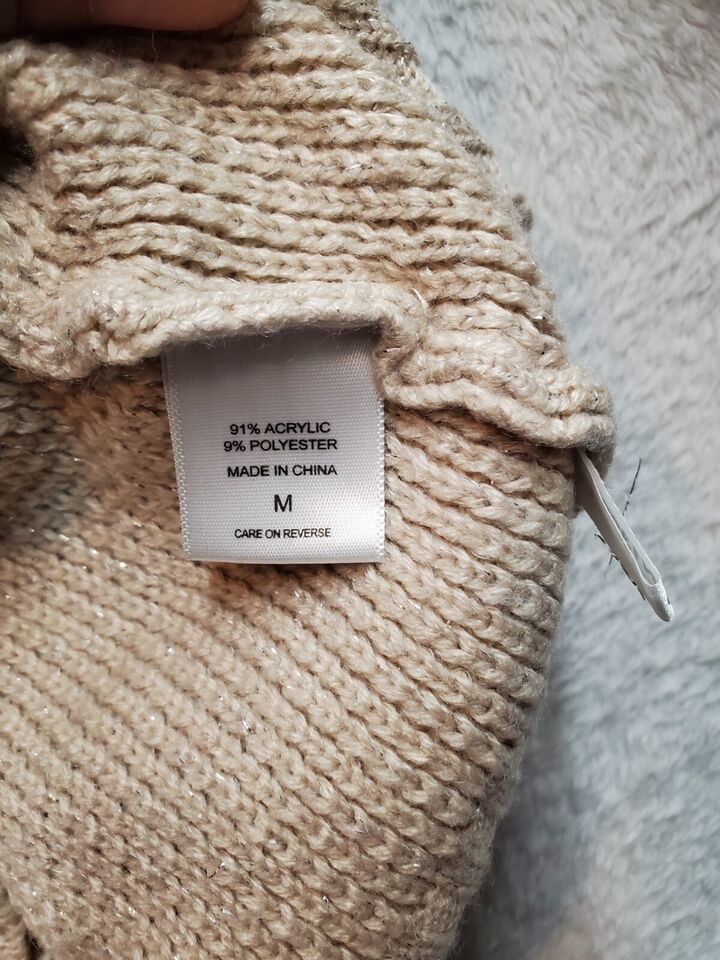 91% ACRYLIC
9% POLYESTER
MADE IN CHINA
M
CARE ON REVERSE